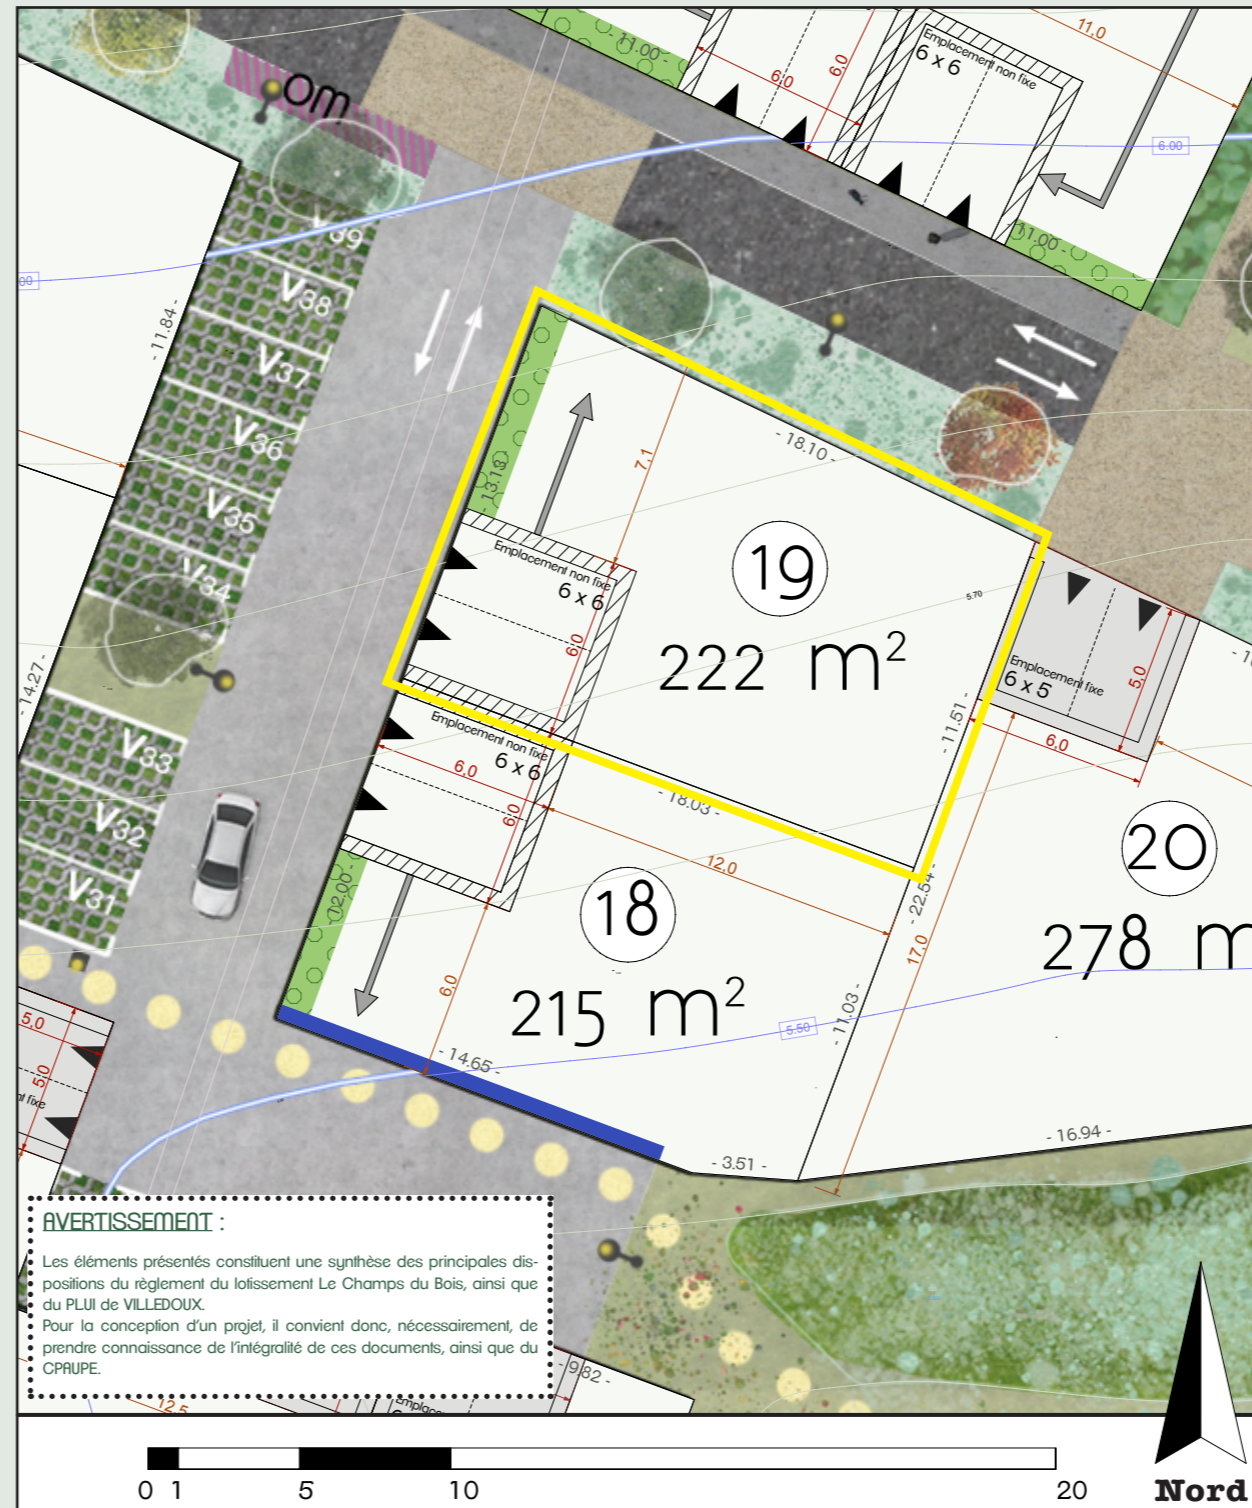 - 11.00 -
6,0
6,0
Emplacement non fixe
6 x 6
11,0
0m
6.00
V39
- 11.00 -
00
V38
- 11.84 -
V37
V36
V35
V34
- 13.13 -
7,1
- 18.10 -
Emplacement non fixe
6 x 6
6,0
19
222 m²
5.70
Emplacement fixe
6 x 5
5,0
6,0
- 11.51 -
- 14.27 -
V33
V32
V31
Emplacement non fixe
6 x 6
6,0
6,0
- 18.03 -
12,0
- 22.54 -
17,0
20
278 m
- 12.00 -
18
215 m²
6,0
5.50
- 11.03 -
- 14.65 -
- 3.51 -
- 16.94 -
5,0
5,0
nt fixe
AVERTISSEMENT :
Les éléments présentés constituent une synthèse des principales dis-
positions du règlement du lotissement Le Champs du Bois, ainsi que
du PLUI de VILLEDOUX.
Pour la conception d'un projet, il convient donc, nécessairement, de
prendre connaissance de l'intégralité de ces documents, ainsi que du
CPAUPE.
- 9.82 -
12,5
0 1 5 10 20
Nord